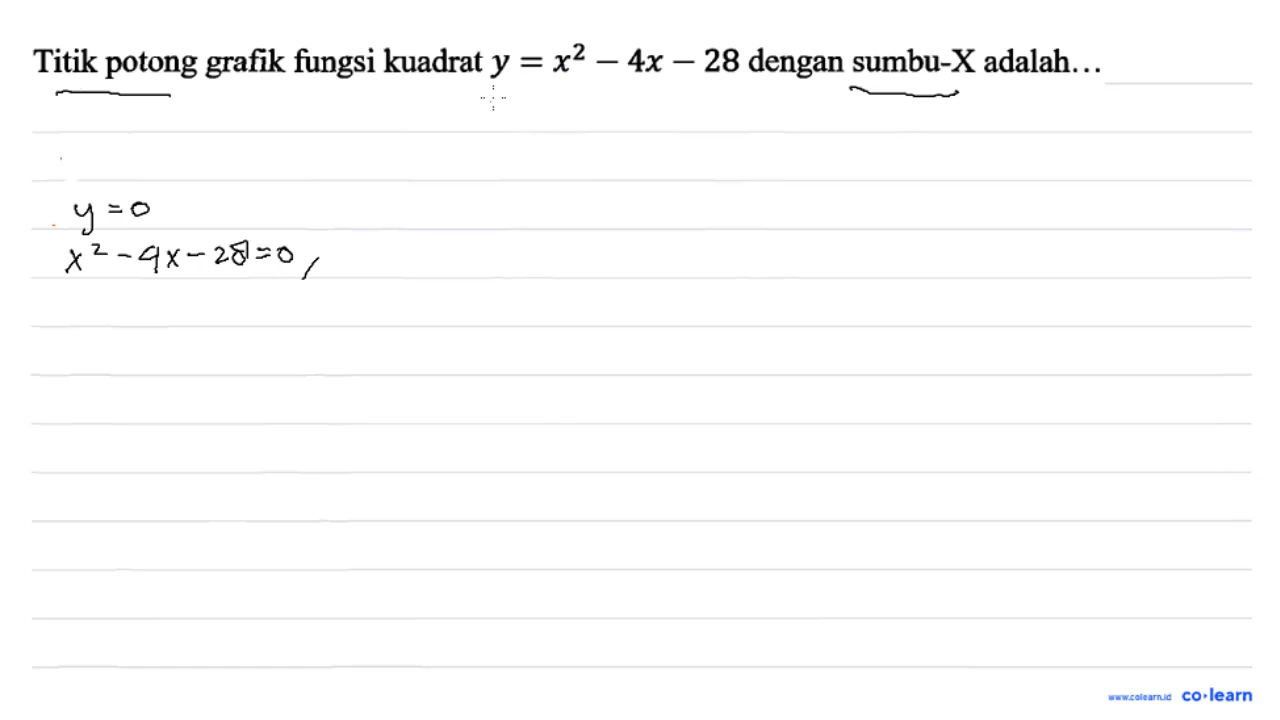 Titik potong grafik fungsi kuadrat y = x² − 4x − 28 dengan sumbu-X adalah...
y = 0
x² - 4x - 28 = 0
www.colearn.id co·learn